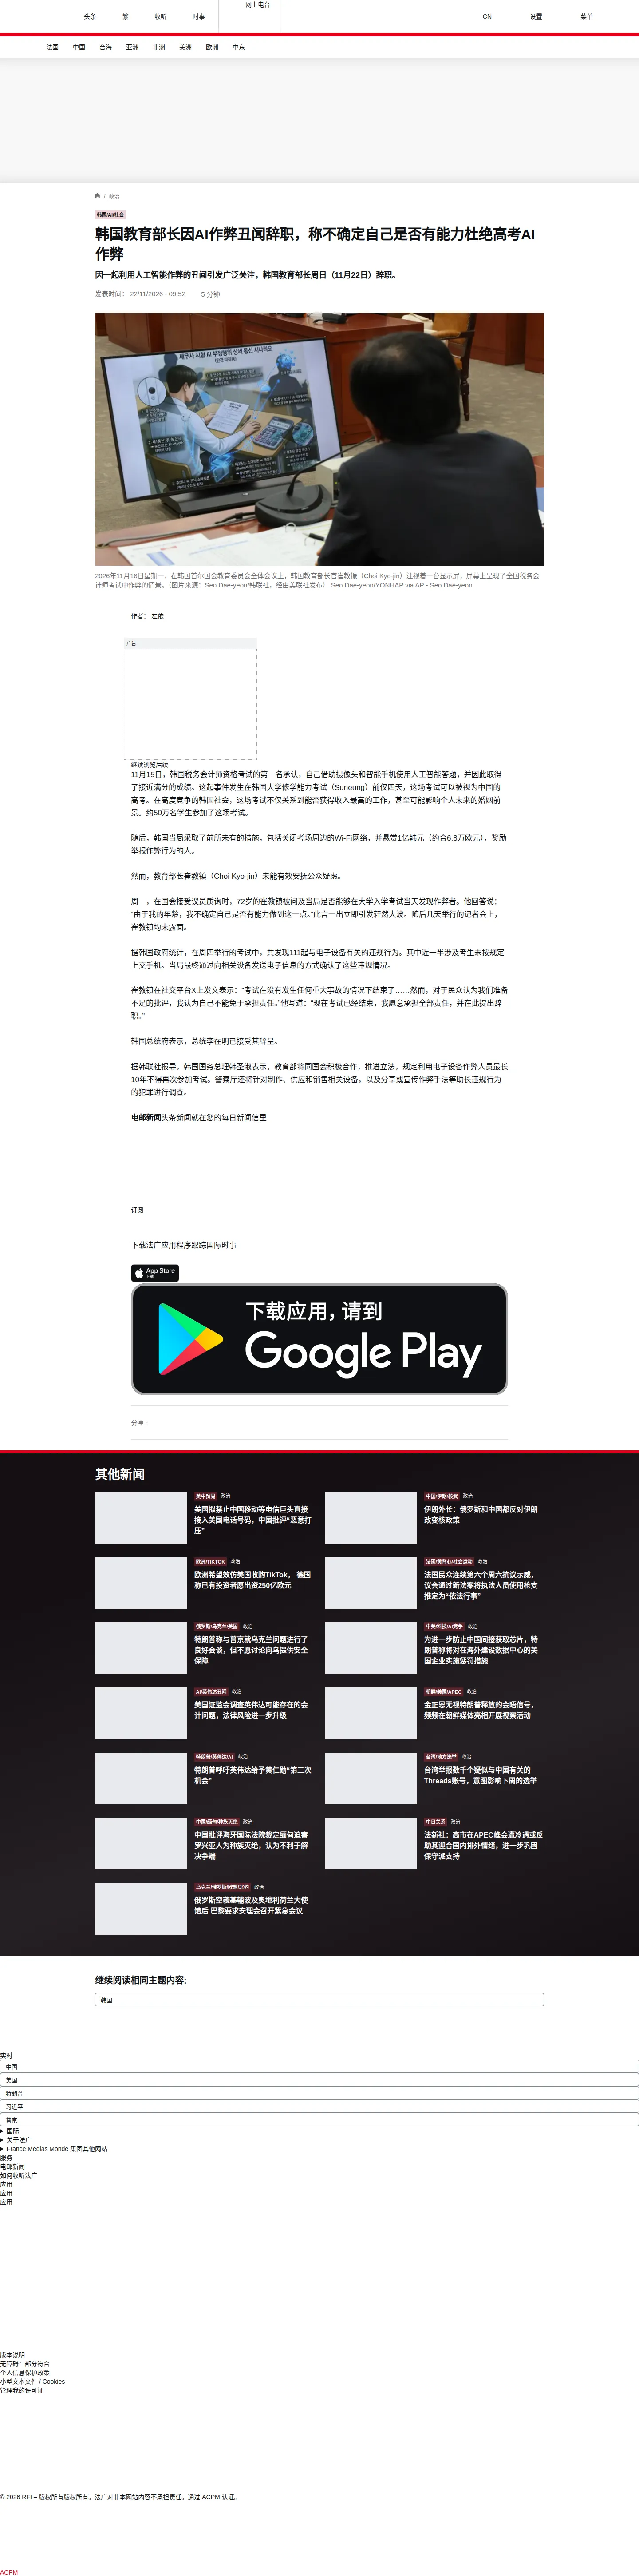 头条
繁
收听
时事
网上电台
CN
设置
菜单
法国
中国
台海
亚洲
非洲
美洲
欧洲
中东
/ 政治
韩国/AI/社会
韩国教育部长因AI作弊丑闻辞职，称不确定自己是否有能力杜绝高考AI
作弊
因一起利用人工智能作弊的丑闻引发广泛关注，韩国教育部长周日（11月22日）辞职。
发表时间： 22/11/2026 - 09:52
5 分钟
2026年11月16日星期一，在韩国首尔国会教育委员会全体会议上，韩国教育部长官崔教振（Choi Kyo-jin）注视着一台显示屏，屏幕上呈现了全国税务会
计师考试中作弊的情景。（图片来源：Seo Dae-yeon/韩联社，经由美联社发布） Seo Dae-yeon/YONHAP via AP - Seo Dae-yeon
作者： 左依
广告
继续浏览后续
11月15日，韩国税务会计师资格考试的第一名承认，自己借助摄像头和智能手机使用人工智能答题，并因此取得
了接近满分的成绩。这起事件发生在韩国大学修学能力考试（Suneung）前仅四天，这场考试可以被视为中国的
高考。在高度竞争的韩国社会，这场考试不仅关系到能否获得收入最高的工作，甚至可能影响个人未来的婚姻前
景。约50万名学生参加了这场考试。
随后，韩国当局采取了前所未有的措施，包括关闭考场周边的Wi-Fi网络，并悬赏1亿韩元（约合6.8万欧元），奖励
举报作弊行为的人。
然而，教育部长崔教镇（Choi Kyo-jin）未能有效安抚公众疑虑。
周一，在国会接受议员质询时，72岁的崔教镇被问及当局是否能够在大学入学考试当天发现作弊者。他回答说：
“由于我的年龄，我不确定自己是否有能力做到这一点。”此言一出立即引发轩然大波。随后几天举行的记者会上，
崔教镇均未露面。
据韩国政府统计，在周四举行的考试中，共发现111起与电子设备有关的违规行为。其中近一半涉及考生未按规定
上交手机。当局最终通过向相关设备发送电子信息的方式确认了这些违规情况。
崔教镇在社交平台X上发文表示：“考试在没有发生任何重大事故的情况下结束了……然而，对于民众认为我们准备
不足的批评，我认为自己不能免于承担责任。”他写道：“现在考试已经结束，我愿意承担全部责任，并在此提出辞
职。”
韩国总统府表示，总统李在明已接受其辞呈。
据韩联社报导，韩国国务总理韩圣淑表示，教育部将同国会积极合作，推进立法，规定利用电子设备作弊人员最长
10年不得再次参加考试。警察厅还将针对制作、供应和销售相关设备，以及分享或宣传作弊手法等助长违规行为
的犯罪进行调查。
电邮新闻头条新闻就在您的每日新闻信里
订阅
下载法广应用程序跟踪国际时事
App Store
下载
下载应用，请到
Google Play
分享 :
其他新闻
美中贸易 政治
美国拟禁止中国移动等电信巨头直接
接入美国电话号码，中国批评“恶意打
压”
中国/伊朗/核武 政治
伊朗外长：俄罗斯和中国都反对伊朗
改变核政策
欧洲/TIKTOK 政治
欧洲希望效仿美国收购TikTok， 德国
称已有投资者愿出资250亿欧元
法国/黄背心/社会运动 政治
法国民众连续第六个周六抗议示威，
议会通过新法案将执法人员使用枪支
推定为“依法行事”
俄罗斯/乌克兰/美国 政治
特朗普称与普京就乌克兰问题进行了
良好会谈，但不愿讨论向乌提供安全
保障
中美/科技/AI竞争 政治
为进一步防止中国间接获取芯片，特
朗普称将对在海外建设数据中心的美
国企业实施惩罚措施
AI/英伟达丑闻 政治
美国证监会调查英伟达可能存在的会
计问题，法律风险进一步升级
朝鲜/美国/APEC 政治
金正恩无视特朗普释放的会晤信号，
频频在朝鲜媒体亮相开展视察活动
特朗普/英伟达/AI 政治
特朗普呼吁英伟达给予黄仁勋“第二次
机会”
台湾/地方选举 政治
台湾举报数千个疑似与中国有关的
Threads账号，意图影响下周的选举
中国/缅甸/种族灭绝 政治
中国批评海牙国际法院裁定缅甸迫害
罗兴亚人为种族灭绝，认为不利于解
决争端
中日关系 政治
法新社：高市在APEC峰会遭冷遇或反
助其迎合国内排外情绪，进一步巩固
保守派支持
乌克兰/俄罗斯/欧盟/北约 政治
俄罗斯空袭基辅波及奥地利荷兰大使
馆后 巴黎要求安理会召开紧急会议
继续阅读相同主题内容:
韩国
实时
中国
美国
特朗普
习近平
普京
国际
关于法广
France Médias Monde 集团其他网站
服务
电邮新闻
如何收听法广
应用
应用
应用
版本说明
无障碍：部分符合
个人信息保护政策
小型文本文件 / Cookies
管理我的许可证
© 2026 RFI – 版权所有版权所有。法广对非本网站内容不承担责任。通过 ACPM 认证。
ACPM